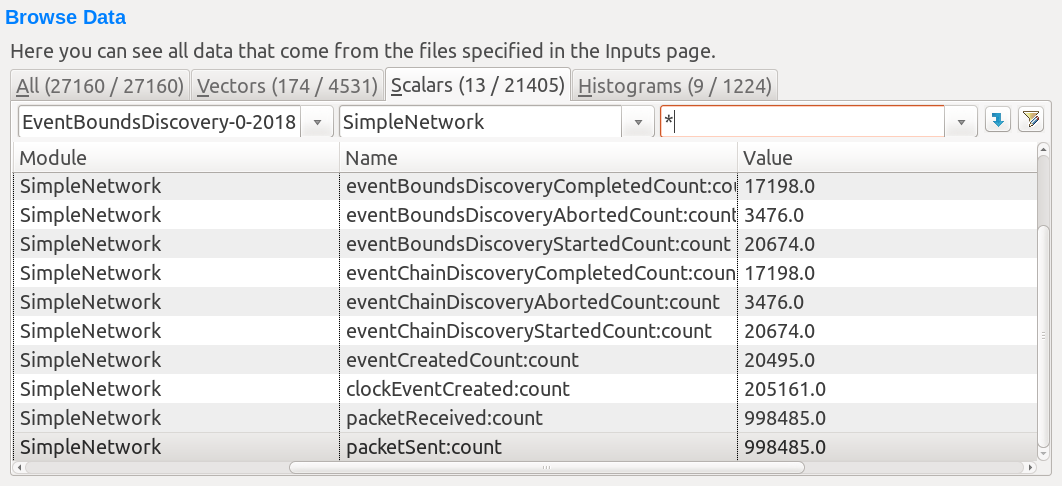 Browse Data
Here you can see all data that come from the files specified in the Inputs page.
All (27160 / 27160) Vectors (174 / 4531) Scalars (13 / 21405) Histograms (9 / 1224)
EventBoundsDiscovery-0-2018 SimpleNetwork *
Module Name Value
SimpleNetwork eventBoundsDiscoveryCompletedCount:cou 17198.0
SimpleNetwork eventBoundsDiscoveryAbortedCount:count 3476.0
SimpleNetwork eventBoundsDiscoveryStartedCount:count 20674.0
SimpleNetwork eventChainDiscoveryCompletedCount:coun 17198.0
SimpleNetwork eventChainDiscoveryAbortedCount:count 3476.0
SimpleNetwork eventChainDiscoveryStartedCount:count 20674.0
SimpleNetwork eventCreatedCount:count 20495.0
SimpleNetwork clockEventCreated:count 205161.0
SimpleNetwork packetReceived:count 998485.0
SimpleNetwork packetSent:count 998485.0